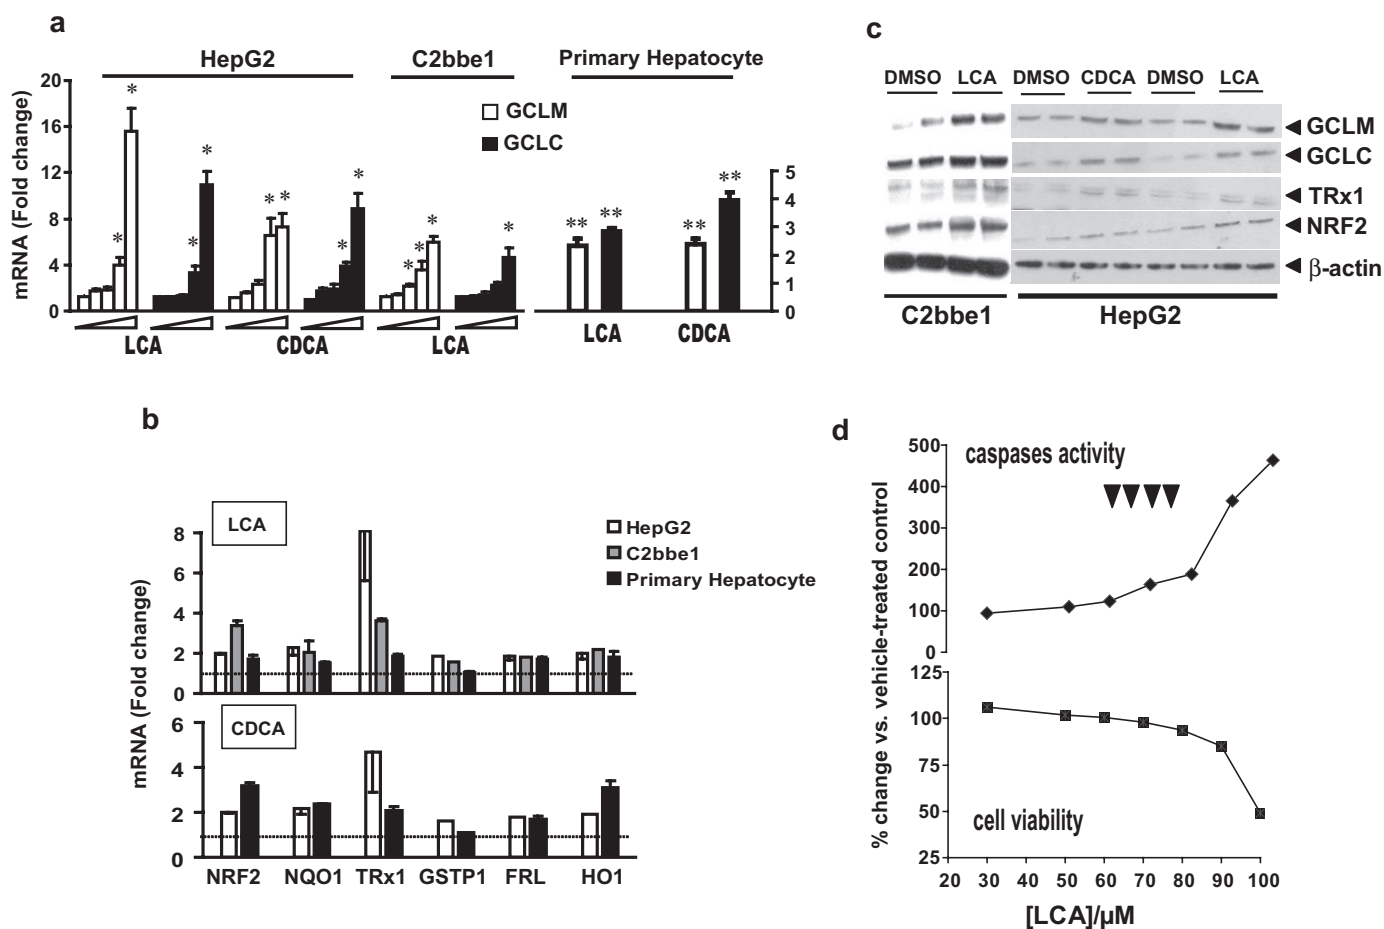 a
HepG2
C2bbe1
Primary Hepatocyte
mRNA (Fold change)
20
16
12
8
4
0
GCLM
GCLC
* * * * * * * * * * * *
** ** ** **
5
4
3
2
1
0
LCA
CDCA
LCA
LCA
CDCA
c
DMSO LCA DMSO CDCA DMSO LCA
GCLM
GCLC
TRx1
NRF2
β-actin
C2bbe1
HepG2
b
LCA
HepG2
C2bbe1
Primary Hepatocyte
mRNA (Fold change)
8
6
4
2
0
CDCA
6
4
2
0
NRF2 NQO1 TRx1 GSTP1 FRL HO1
d
caspases activity
% change vs. vehicle-treated control
500
400
300
200
100
0
125
100
75
50
25
cell viability
20 30 40 50 60 70 80 90 100
[LCA]/µM